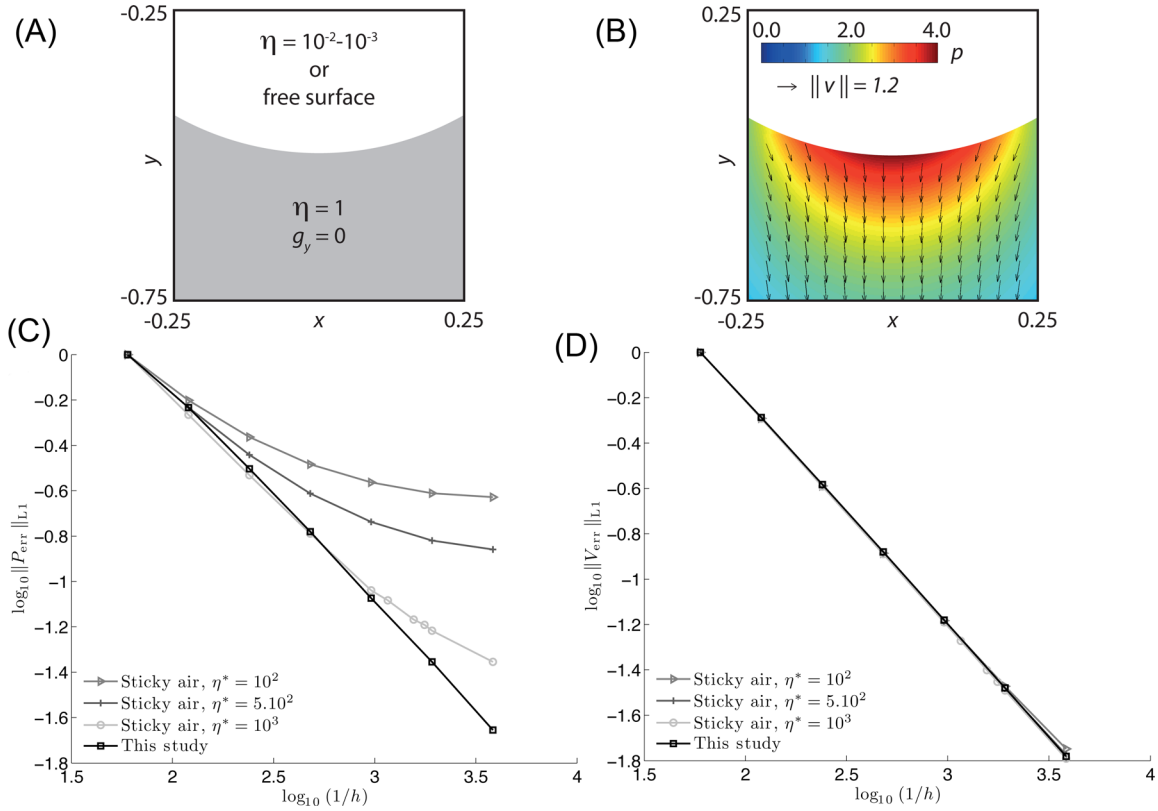 (A)
-0.25
η = 10⁻²-10⁻³
or
free surface
y
η = 1
g_y = 0
-0.75
-0.25
x
0.25
(B)
0.25
0.0 2.0 4.0
p
→ || v || = 1.2
y
-0.75
-0.25
x
0.25
(C)
0
−0.2
−0.4
−0.6
−0.8
−1
−1.2
−1.4
−1.6
−1.8
log₁₀ ||P_err||_L1
Sticky air, η* = 10²
Sticky air, η* = 5.10²
Sticky air, η* = 10³
This study
1.5 2 2.5 3 3.5 4
log₁₀ (1/h)
(D)
0
−0.2
−0.4
−0.6
−0.8
−1
−1.2
−1.4
−1.6
−1.8
log₁₀ ||V_err||_L1
Sticky air, η* = 10²
Sticky air, η* = 5.10²
Sticky air, η* = 10³
This study
1.5 2 2.5 3 3.5 4
log₁₀ (1/h)